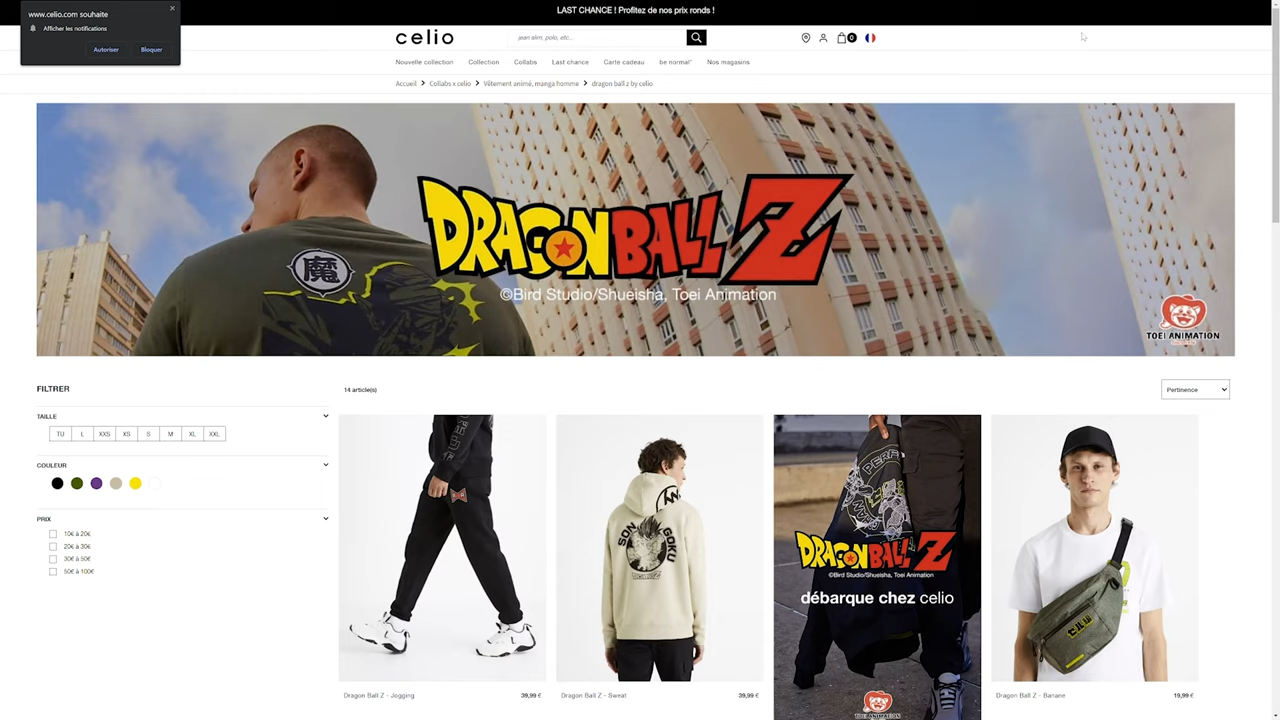 LAST CHANCE ! Profitez de nos prix ronds !
www.celio.com souhaite
Afficher les notifications
Autoriser
Bloquer
celio
jean slim, polo, etc...
0
Nouvelle collection
Collection
Collabs
Last chance
Carte cadeau
be normal*
Nos magasins
Accueil > Collabs x celio > Vêtement animé, manga homme > dragon ball z by celio
魔
DRAGON BALL Z
©Bird Studio/Shueisha, Toei Animation
TOEI ANIMATION
FILTRER
14 article(s)
Pertinence
TAILLE
TU L XXS XS S M XL XXL
COULEUR
PRIX
10€ à 20€
20€ à 30€
30€ à 50€
50€ à 100€
SON GOKU
DRAGON BALL Z
©Bird Studio/Shueisha, Toei Animation
débarque chez celio
TOEI ANIMATION
Dragon Ball Z - Jogging
39,99 €
Dragon Ball Z - Sweat
39,99 €
Dragon Ball Z - Banane
19,99 €